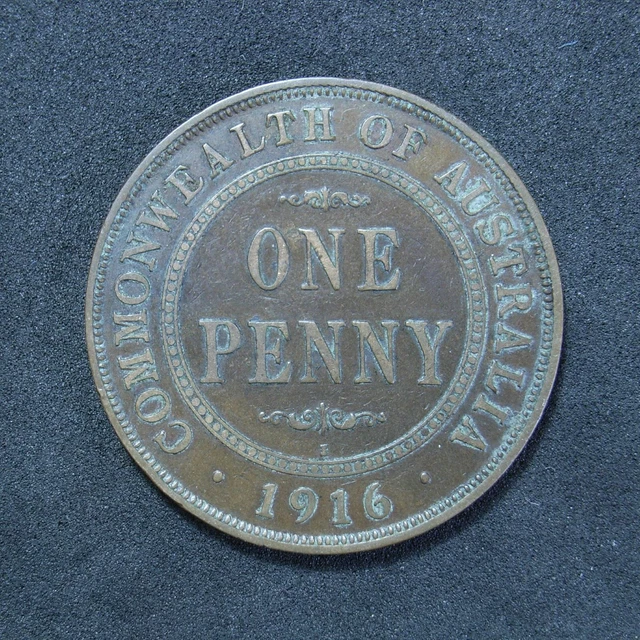 COMMONWEALTH OF AUSTRALIA
ONE
PENNY
I
· 1916 ·